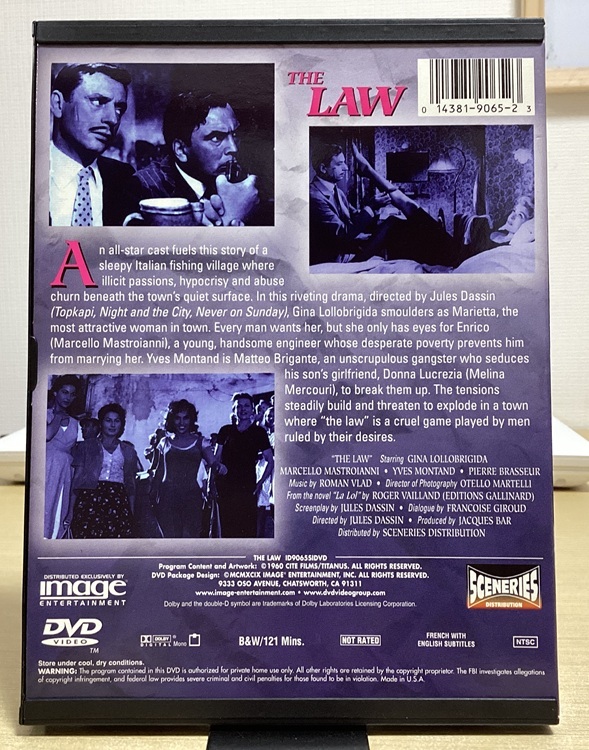 THE
LAW
0 14381-9065-2 3
An all-star cast fuels this story of a
sleepy Italian fishing village where
illicit passions, hypocrisy and abuse
churn beneath the town's quiet surface. In this riveting drama, directed by Jules Dassin
(Topkapi, Night and the City, Never on Sunday), Gina Lollobrigida smoulders as Marietta, the
most attractive woman in town. Every man wants her, but she only has eyes for Enrico
(Marcello Mastroianni), a young, handsome engineer whose desperate poverty prevents him
from marrying her. Yves Montand is Matteo Brigante, an unscrupulous gangster who seduces
his son's girlfriend, Donna Lucrezia (Melina
Mercouri), to break them up. The tensions
steadily build and threaten to explode in a town
where "the law" is a cruel game played by men
ruled by their desires.
"THE LAW" Starring GINA LOLLOBRIGIDA
MARCELLO MASTROIANNI • YVES MONTAND • PIERRE BRASSEUR
Music by ROMAN VLAD • Director of Photography OTELLO MARTELLI
From the novel "La Loi" by ROGER VAILLAND (EDITIONS GALLINARD)
Screenplay by JULES DASSIN • Dialogue by FRANCOISE GIROUD
Directed by JULES DASSIN • Produced by JACQUES BAR
Distributed by SCENERIES DISTRIBUTION
THE LAW ID9065SIDVD
Program Content and Artwork: ©1960 CITE FILMS/TITANUS. ALL RIGHTS RESERVED.
DVD Package Design: ©MCMXCIX IMAGE ENTERTAINMENT, INC. ALL RIGHTS RESERVED.
9333 OSO AVENUE, CHATSWORTH, CA 91311
www.image-entertainment.com • www.dvdvideogroup.com
Dolby and the double-D symbol are trademarks of Dolby Laboratories Licensing Corporation.
DISTRIBUTED EXCLUSIVELY BY
image
ENTERTAINMENT
SCENERIES
DISTRIBUTION
DVD
VIDEO
TM
DOLBY
DIGITAL
Mono
B&W/121 Mins.
NOT RATED
FRENCH WITH
ENGLISH SUBTITLES
NTSC
Store under cool, dry conditions.
WARNING: The program contained in this DVD is authorized for private home use only. All other rights are retained by the copyright proprietor. The FBI investigates allegations
of copyright infringement, and federal law provides severe criminal and civil penalties for those found to be in violation. Made in U.S.A.